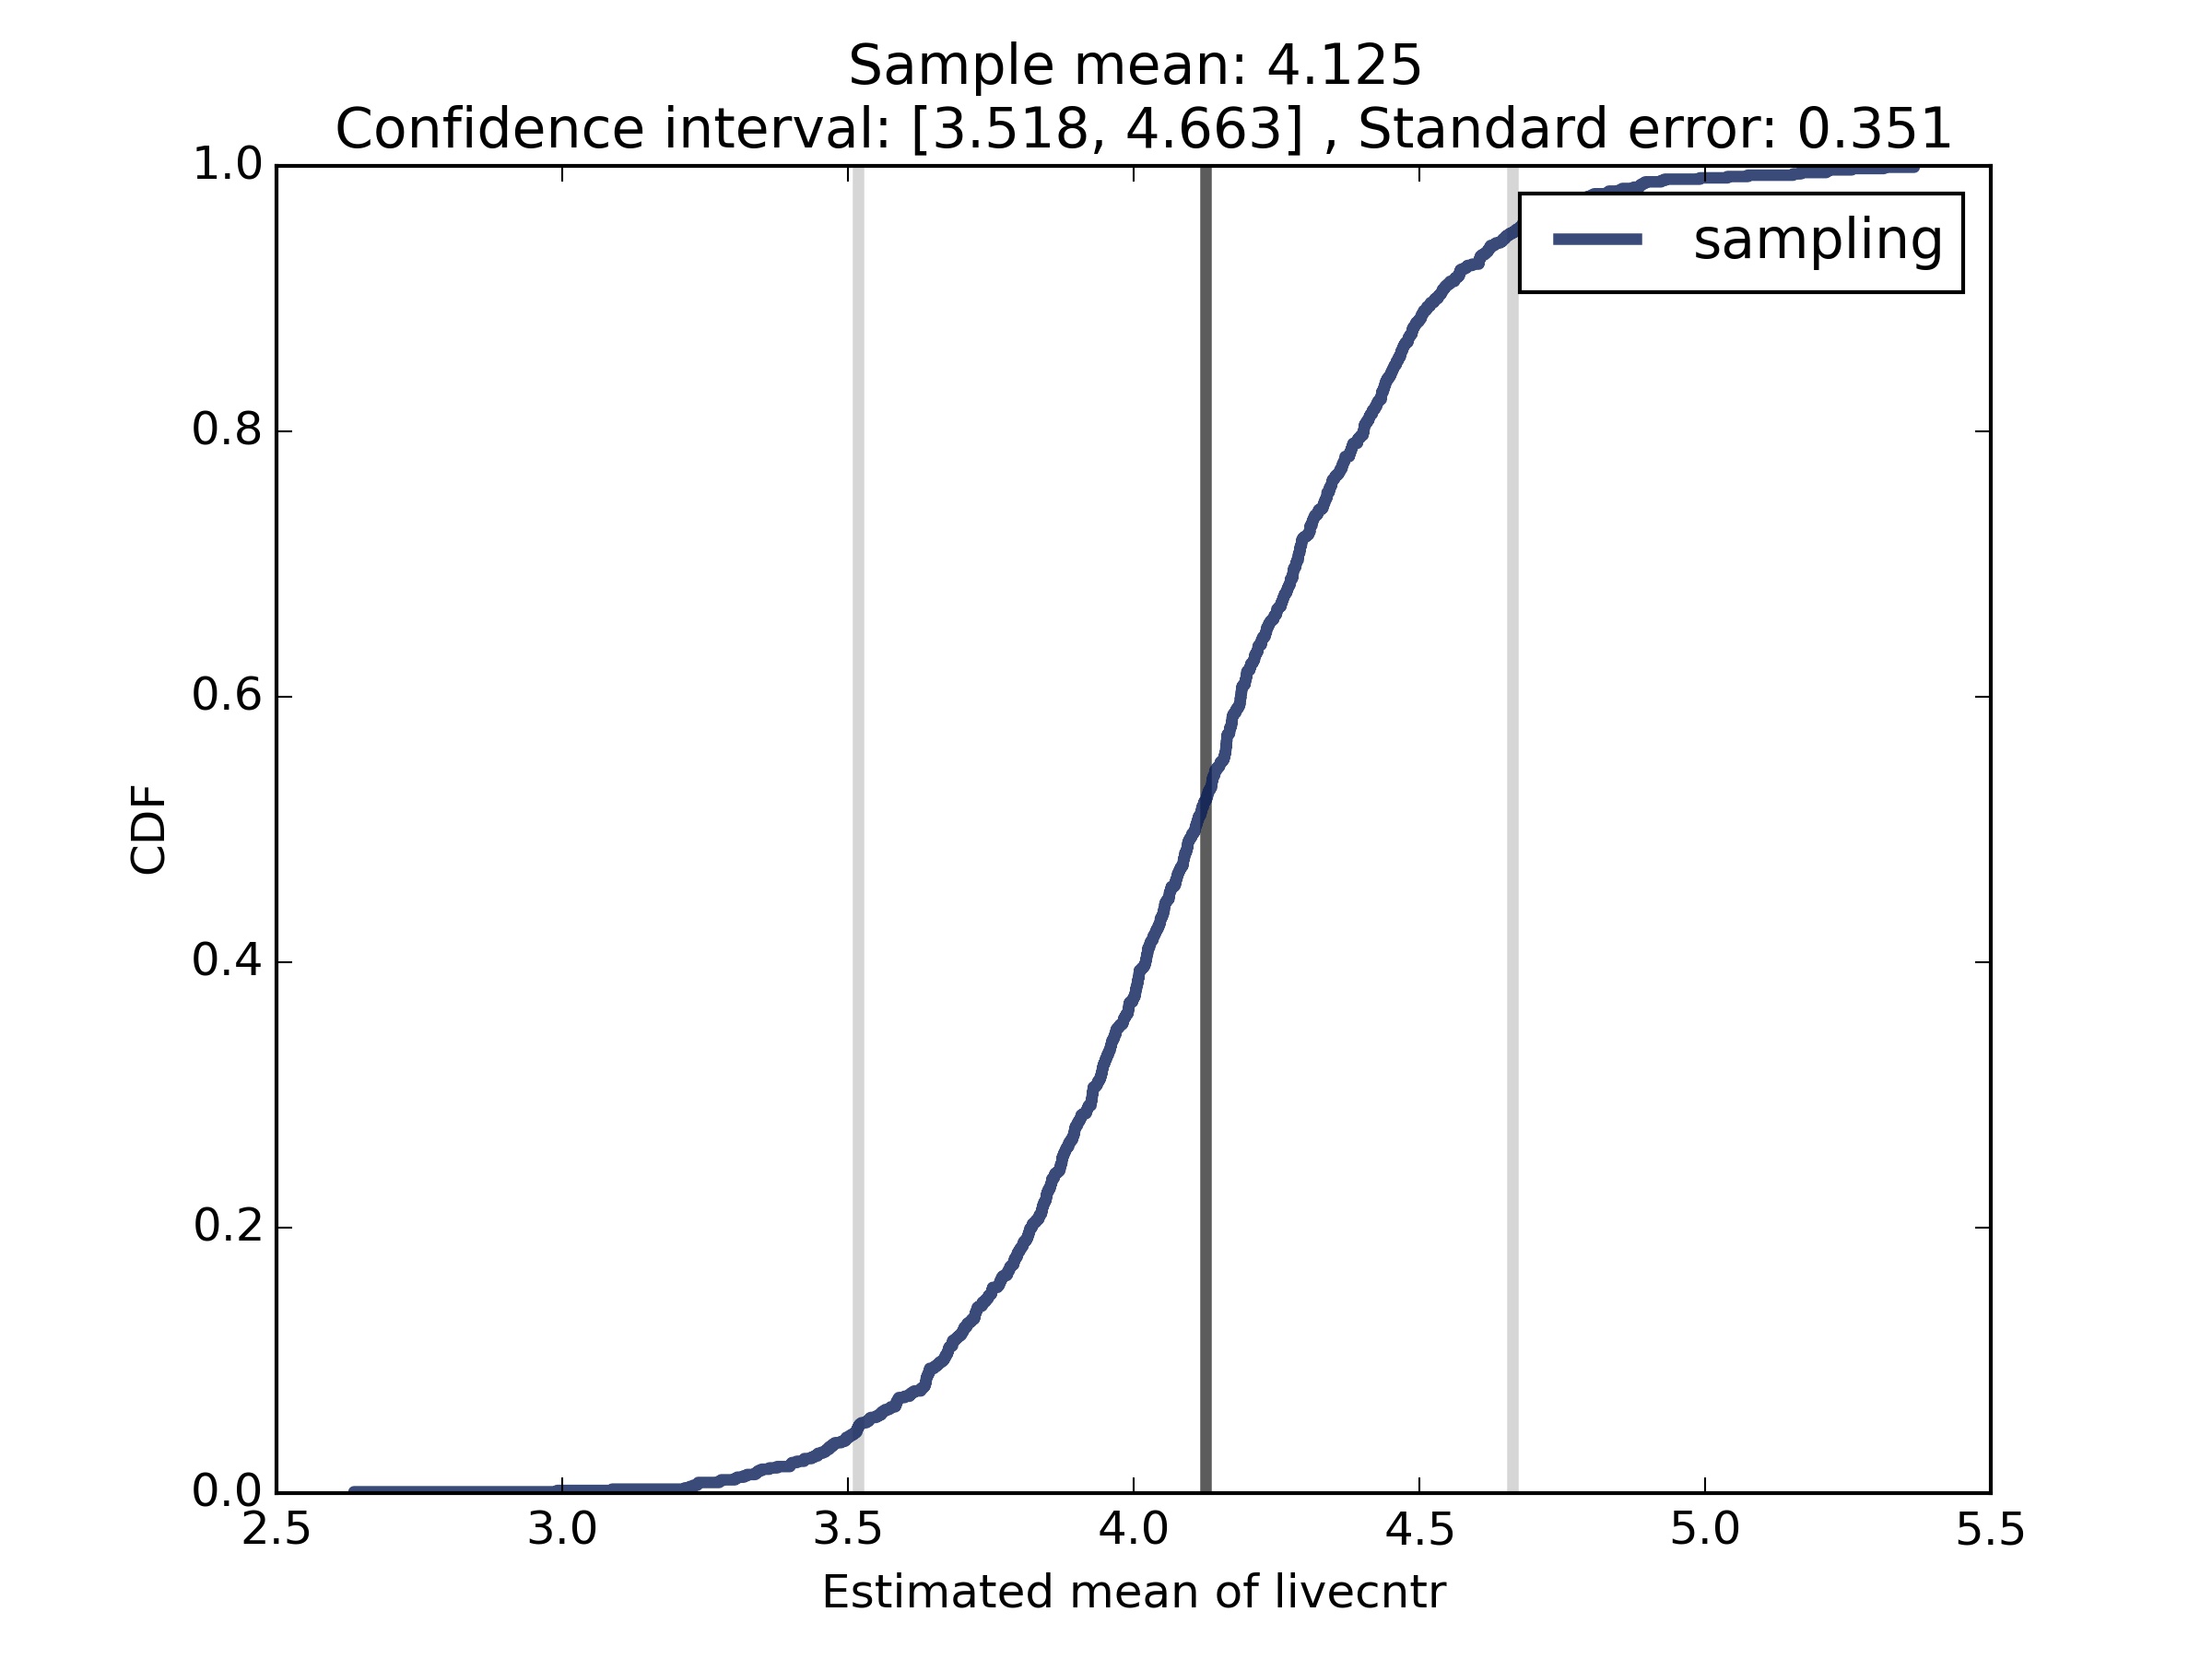 Sample mean: 4.125
Confidence interval: [3.518, 4.663] , Standard error: 0.351
1.0
0.8
0.6
0.4
0.2
0.0
CDF
sampling
2.5 3.0 3.5 4.0 4.5 5.0 5.5
Estimated mean of livecntr